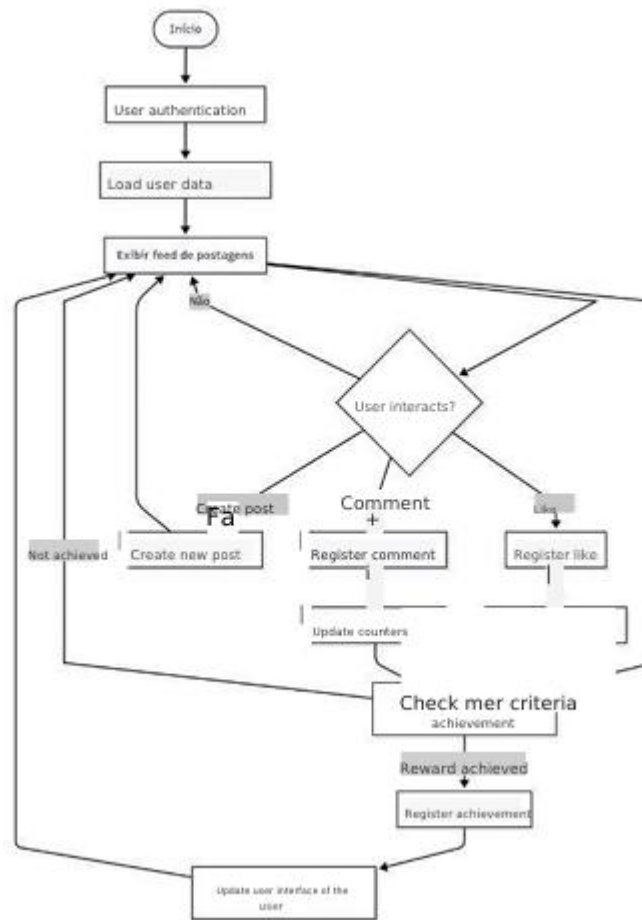 Início
User authentication
Load user data
Exibir feed de postagens
Não
User interacts?
Create post
Fa
Comment
+
Like
Not achieved
Create new post
Register comment
Register like
Update counters
Check mer criteria
achievement
Reward achieved
Register achievement
Update user interface of the
user